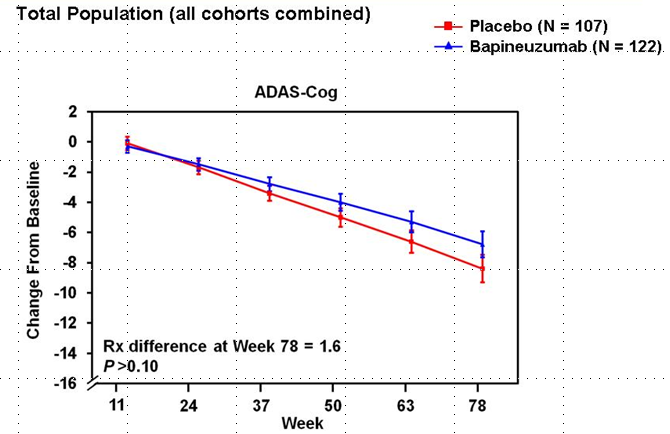 Total Population (all cohorts combined)
Placebo (N = 107)
Bapineuzumab (N = 122)
ADAS-Cog
Change From Baseline
2
0
-2
-4
-6
-8
-10
-12
-14
-16
Rx difference at Week 78 = 1.6
P >0.10
11 24 37 50 63 78
Week